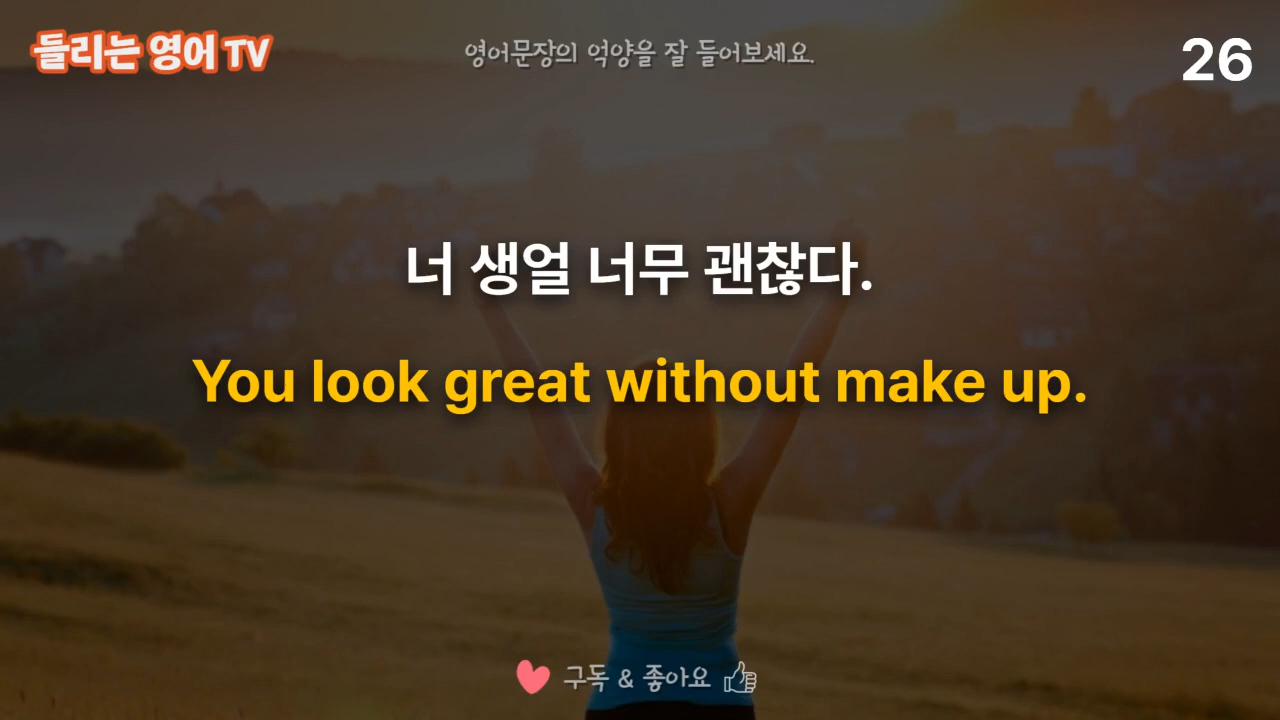 들리는 영어 TV
영어문장의 억양을 잘 들어보세요.
26
너 생얼 너무 괜찮다.
You look great without make up.
구독 & 좋아요